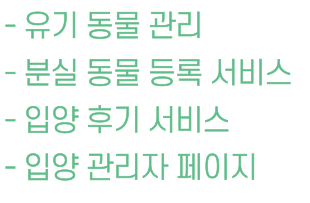 - 유기 동물 관리
- 분실 동물 등록 서비스
- 입양 후기 서비스
- 입양 관리자 페이지